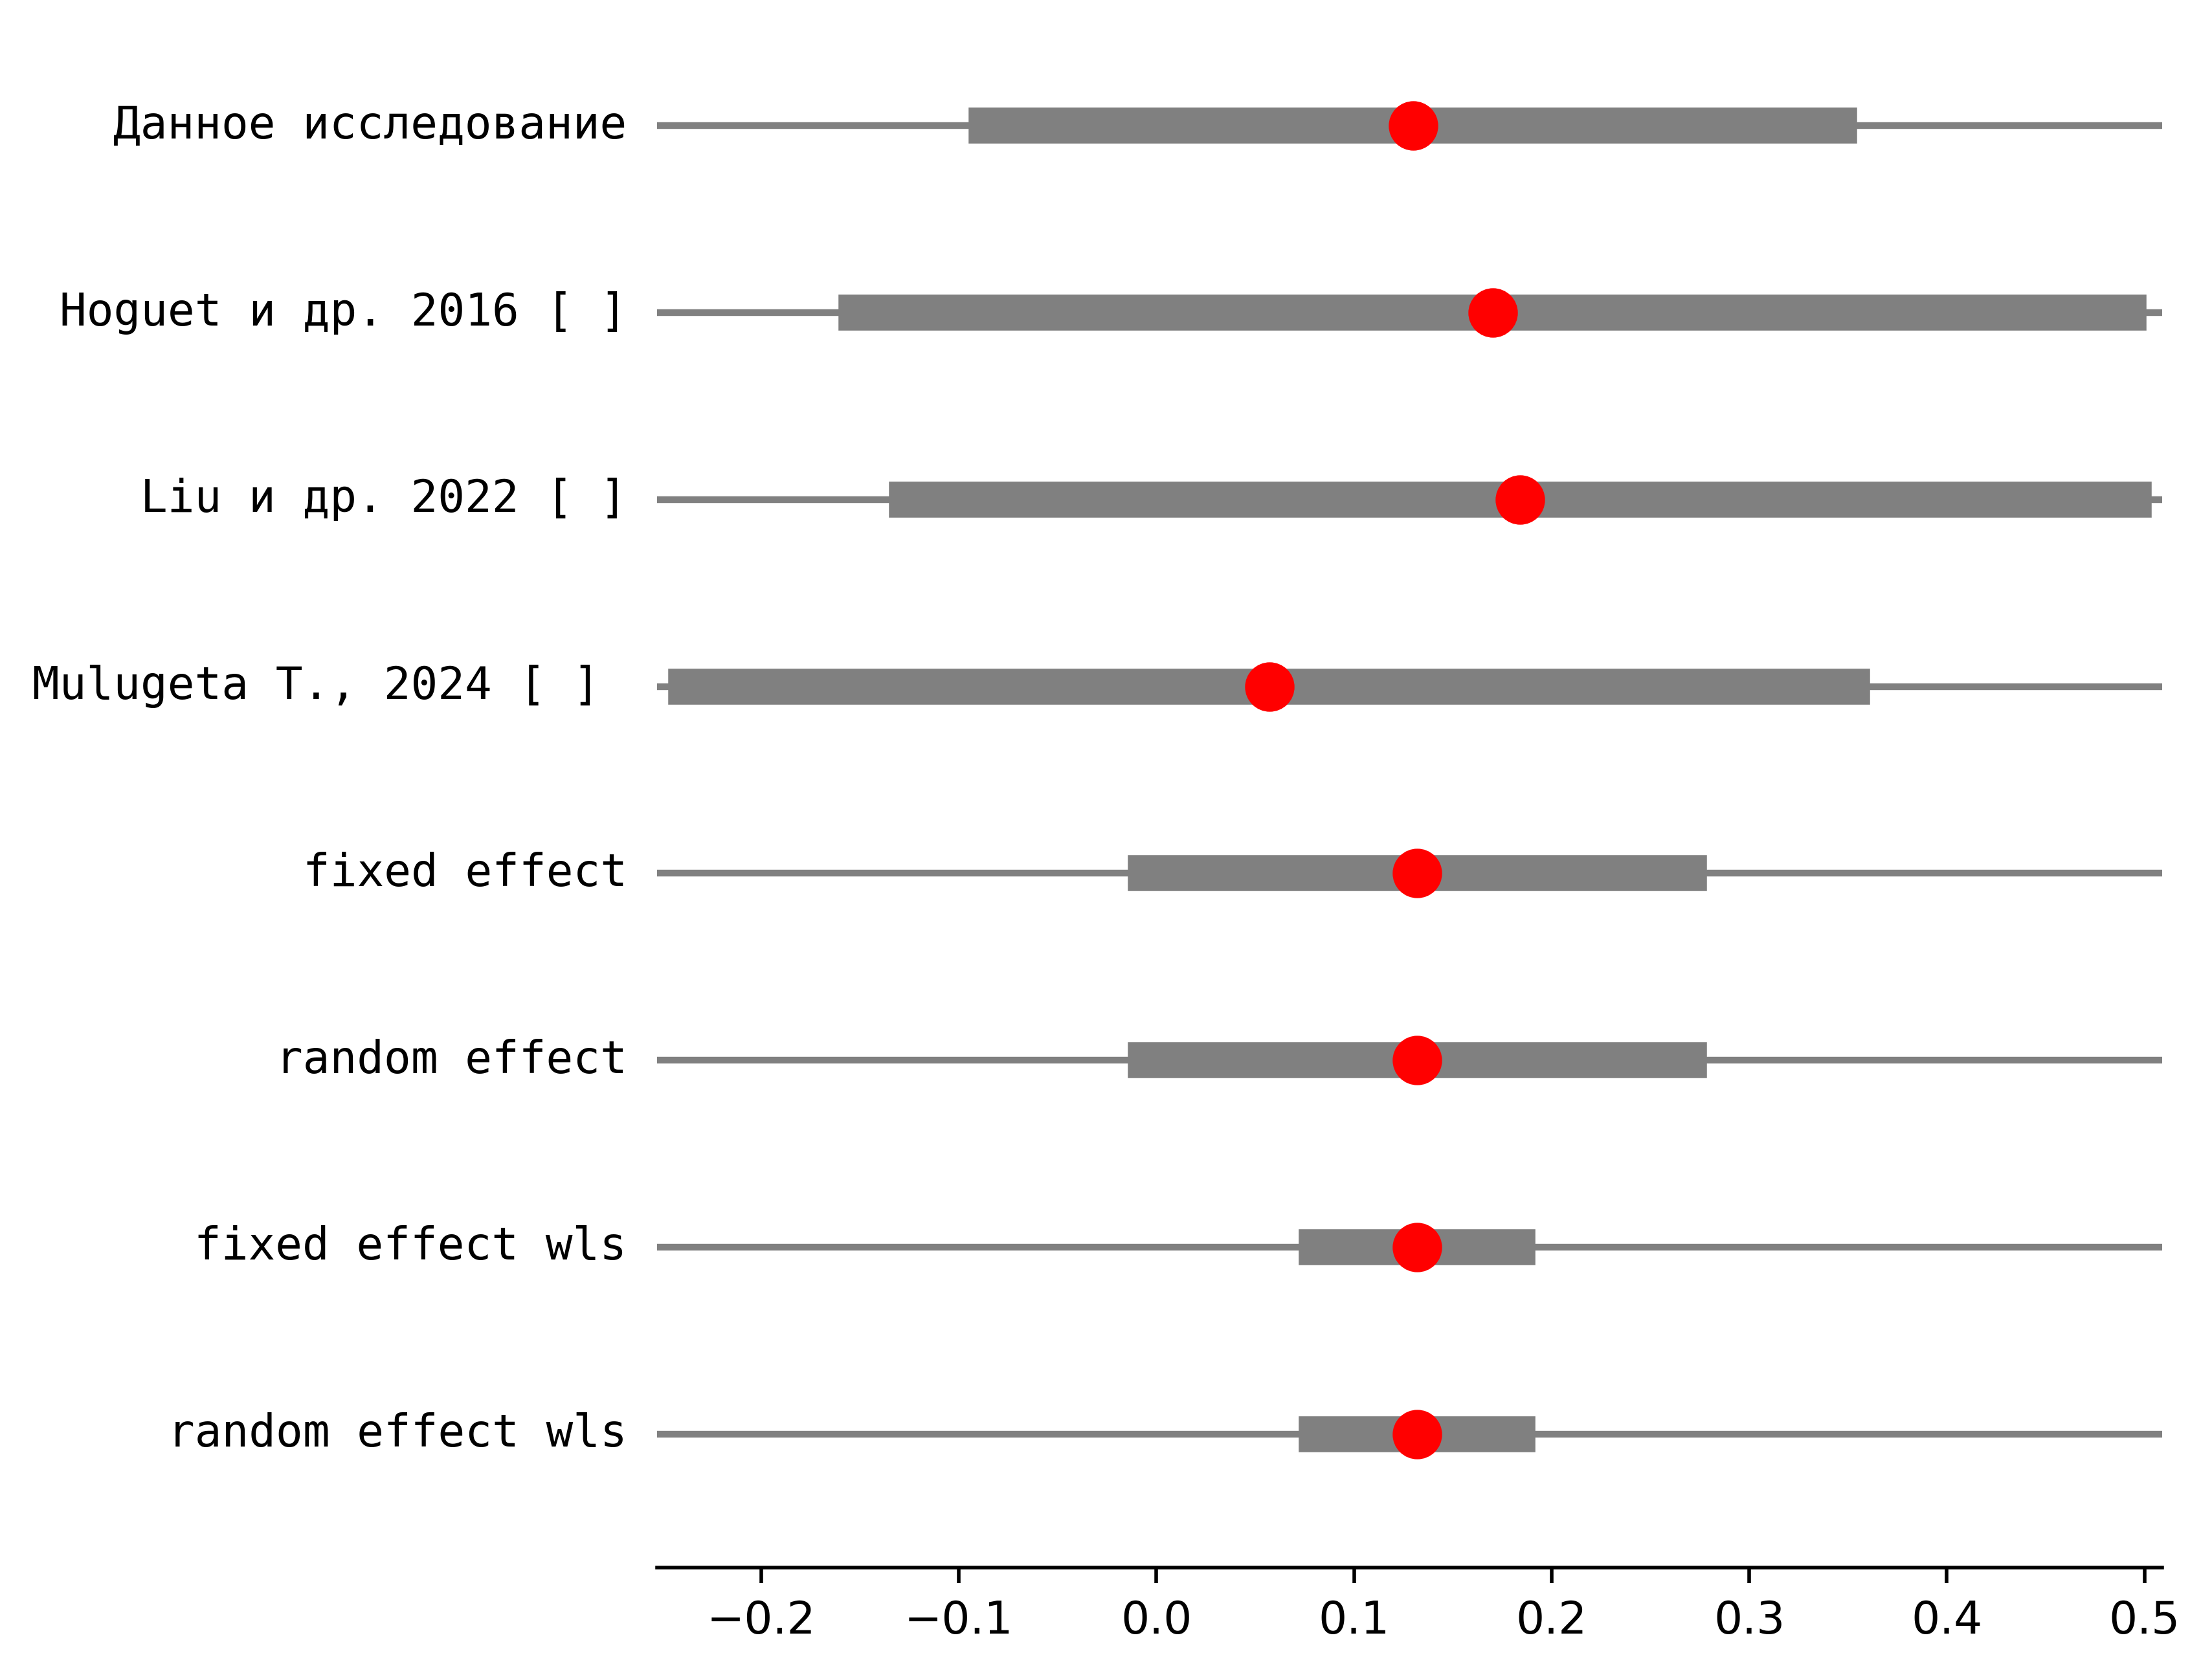 Данное исследование
Hoguet и др. 2016 [ ]
Liu и др. 2022 [ ]
Mulugeta T., 2024 [ ]
fixed effect
random effect
fixed effect wls
random effect wls
−0.2 −0.1 0.0 0.1 0.2 0.3 0.4 0.5